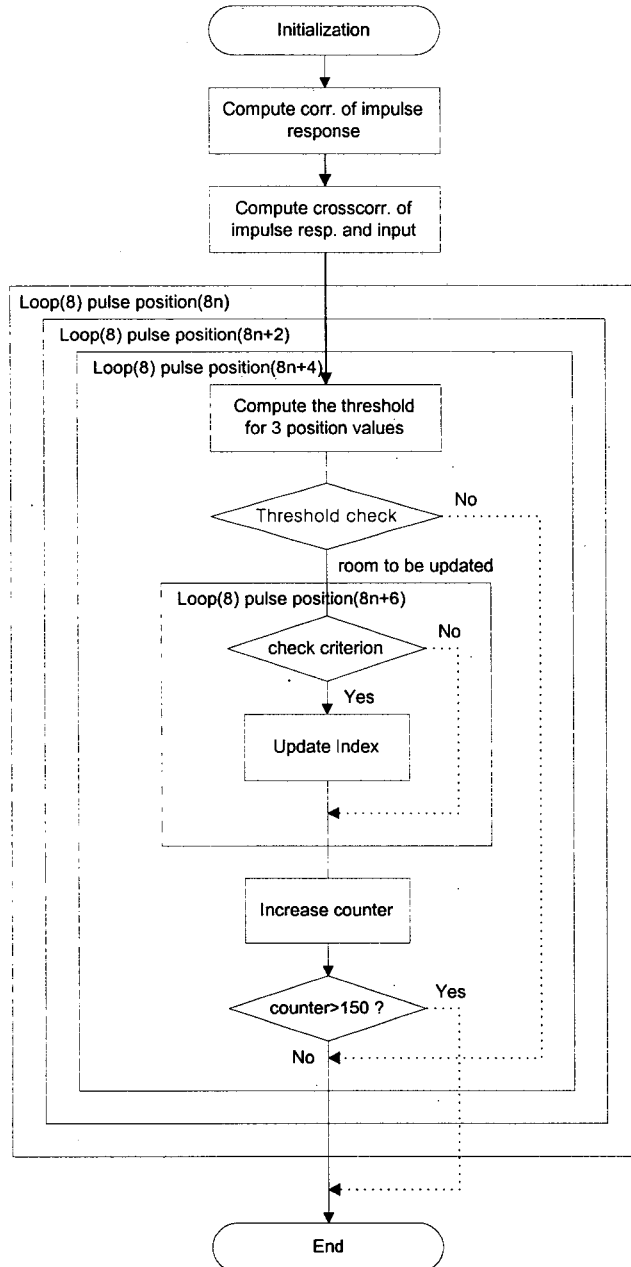 Initialization
Compute corr. of impulse
response
Compute crosscorr. of
impulse resp. and input
Loop(8) pulse position(8n)
Loop(8) pulse position(8n+2)
Loop(8) pulse position(8n+4)
Compute the threshold
for 3 position values
Threshold check
No
room to be updated
Loop(8) pulse position(8n+6)
check criterion
No
Yes
Update Index
Increase counter
counter>150 ?
Yes
No
End